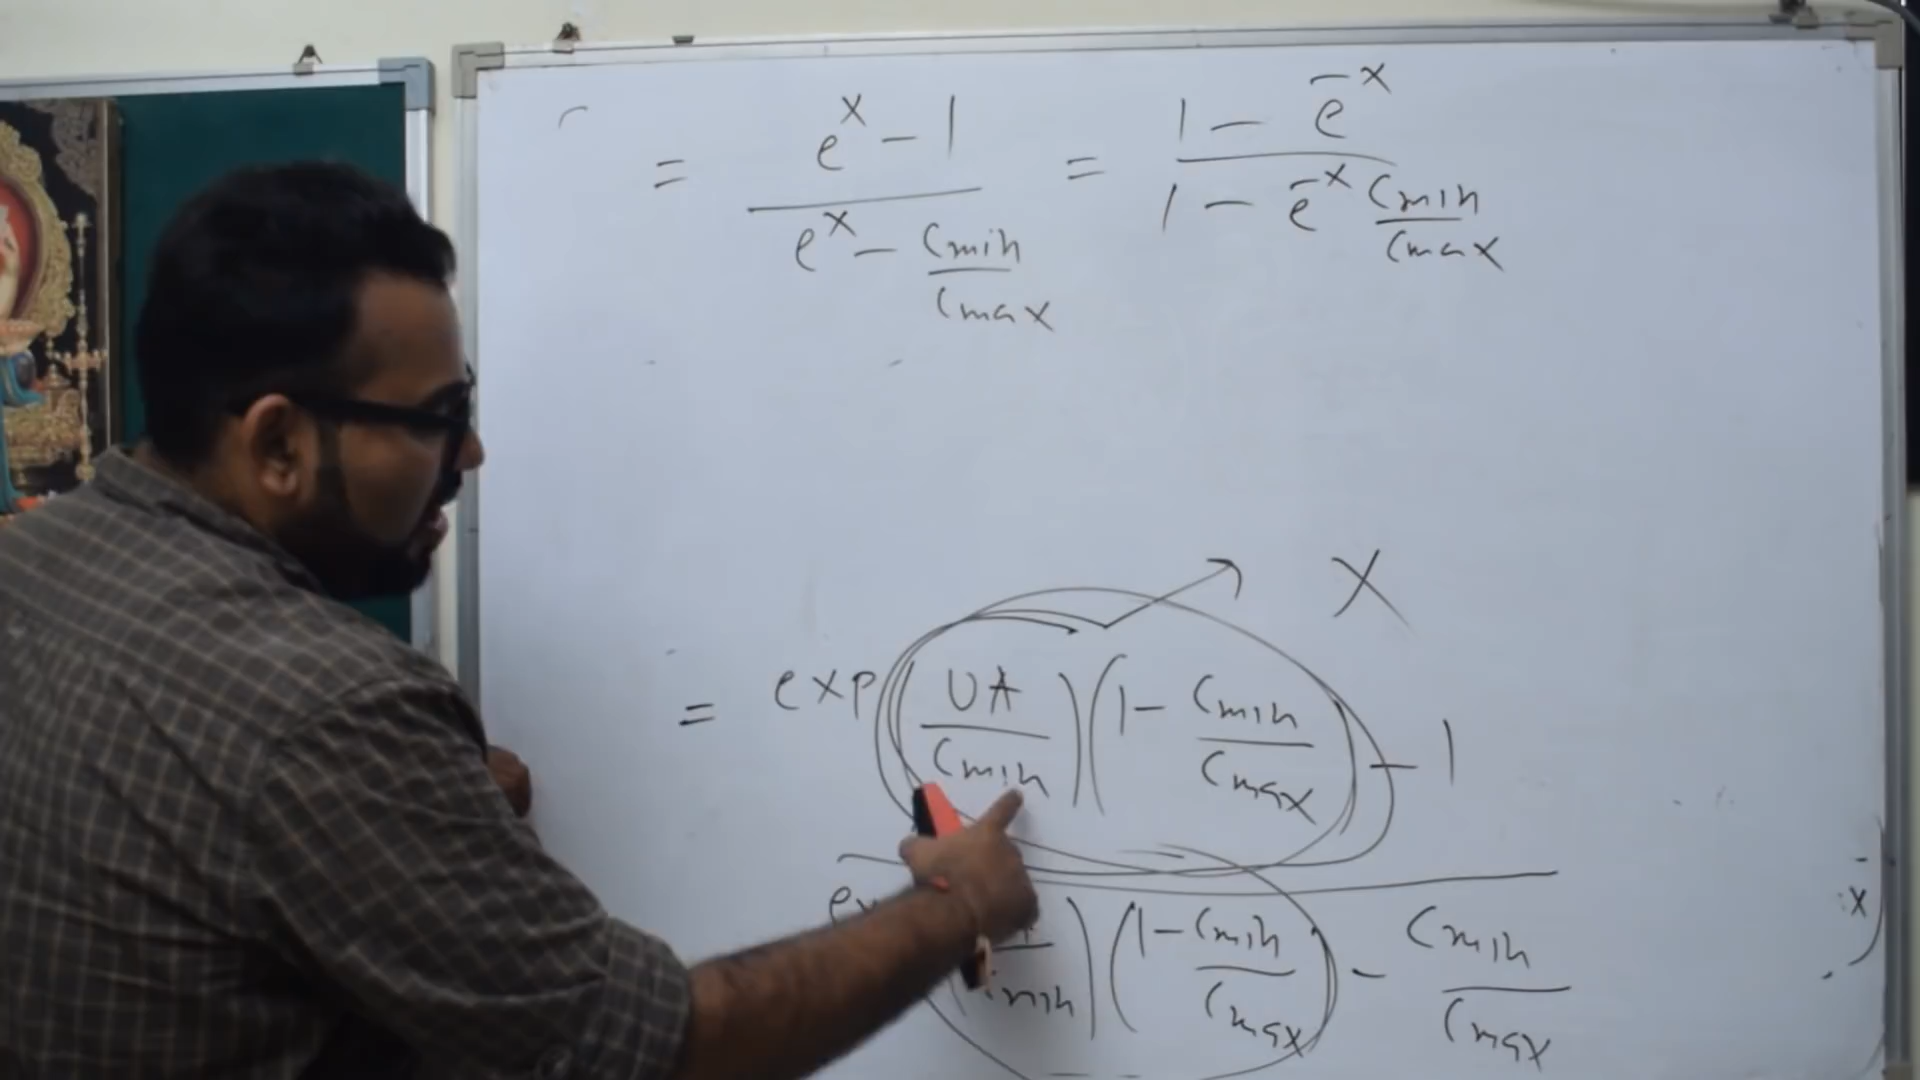 = (e^x - 1) / (e^x - Cmin/Cmax) = (1 - e^-x) / (1 - e^-x Cmin/Cmax)
X
= exp (UA/Cmin) (1 - Cmin/Cmax) - 1
(1 - Cmin/Cmax) - Cmin/Cmax